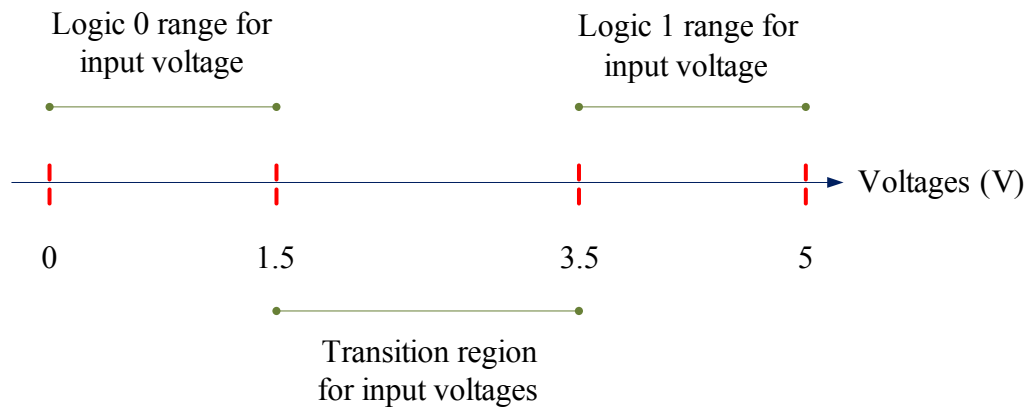 Logic 0 range for
input voltage
Logic 1 range for
input voltage
Voltages (V)
0
1.5
3.5
5
Transition region
for input voltages